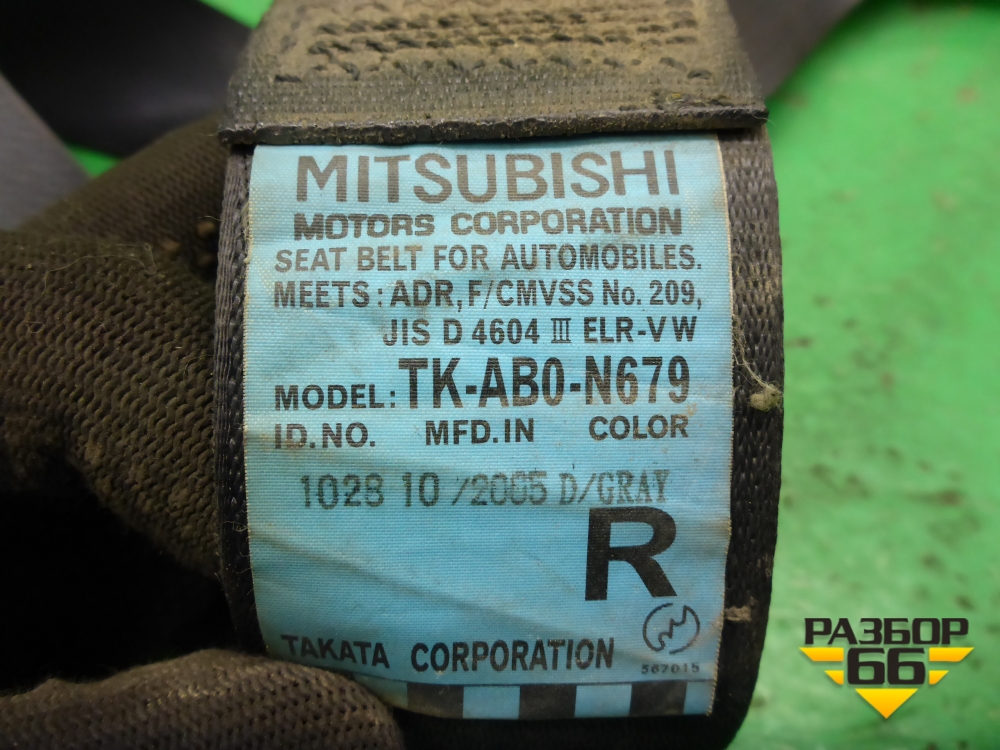 MITSUBISHI
MOTORS CORPORATION
SEAT BELT FOR AUTOMOBILES.
MEETS: ADR, F/CMVSS No. 209,
JIS D 4604 III ELR-VW
MODEL: TK-AB0-N679
ID.NO. MFD.IN COLOR
1028 10 /2005 D/GRAY
R
TAKATA CORPORATION
567015
РАЗБОР
66